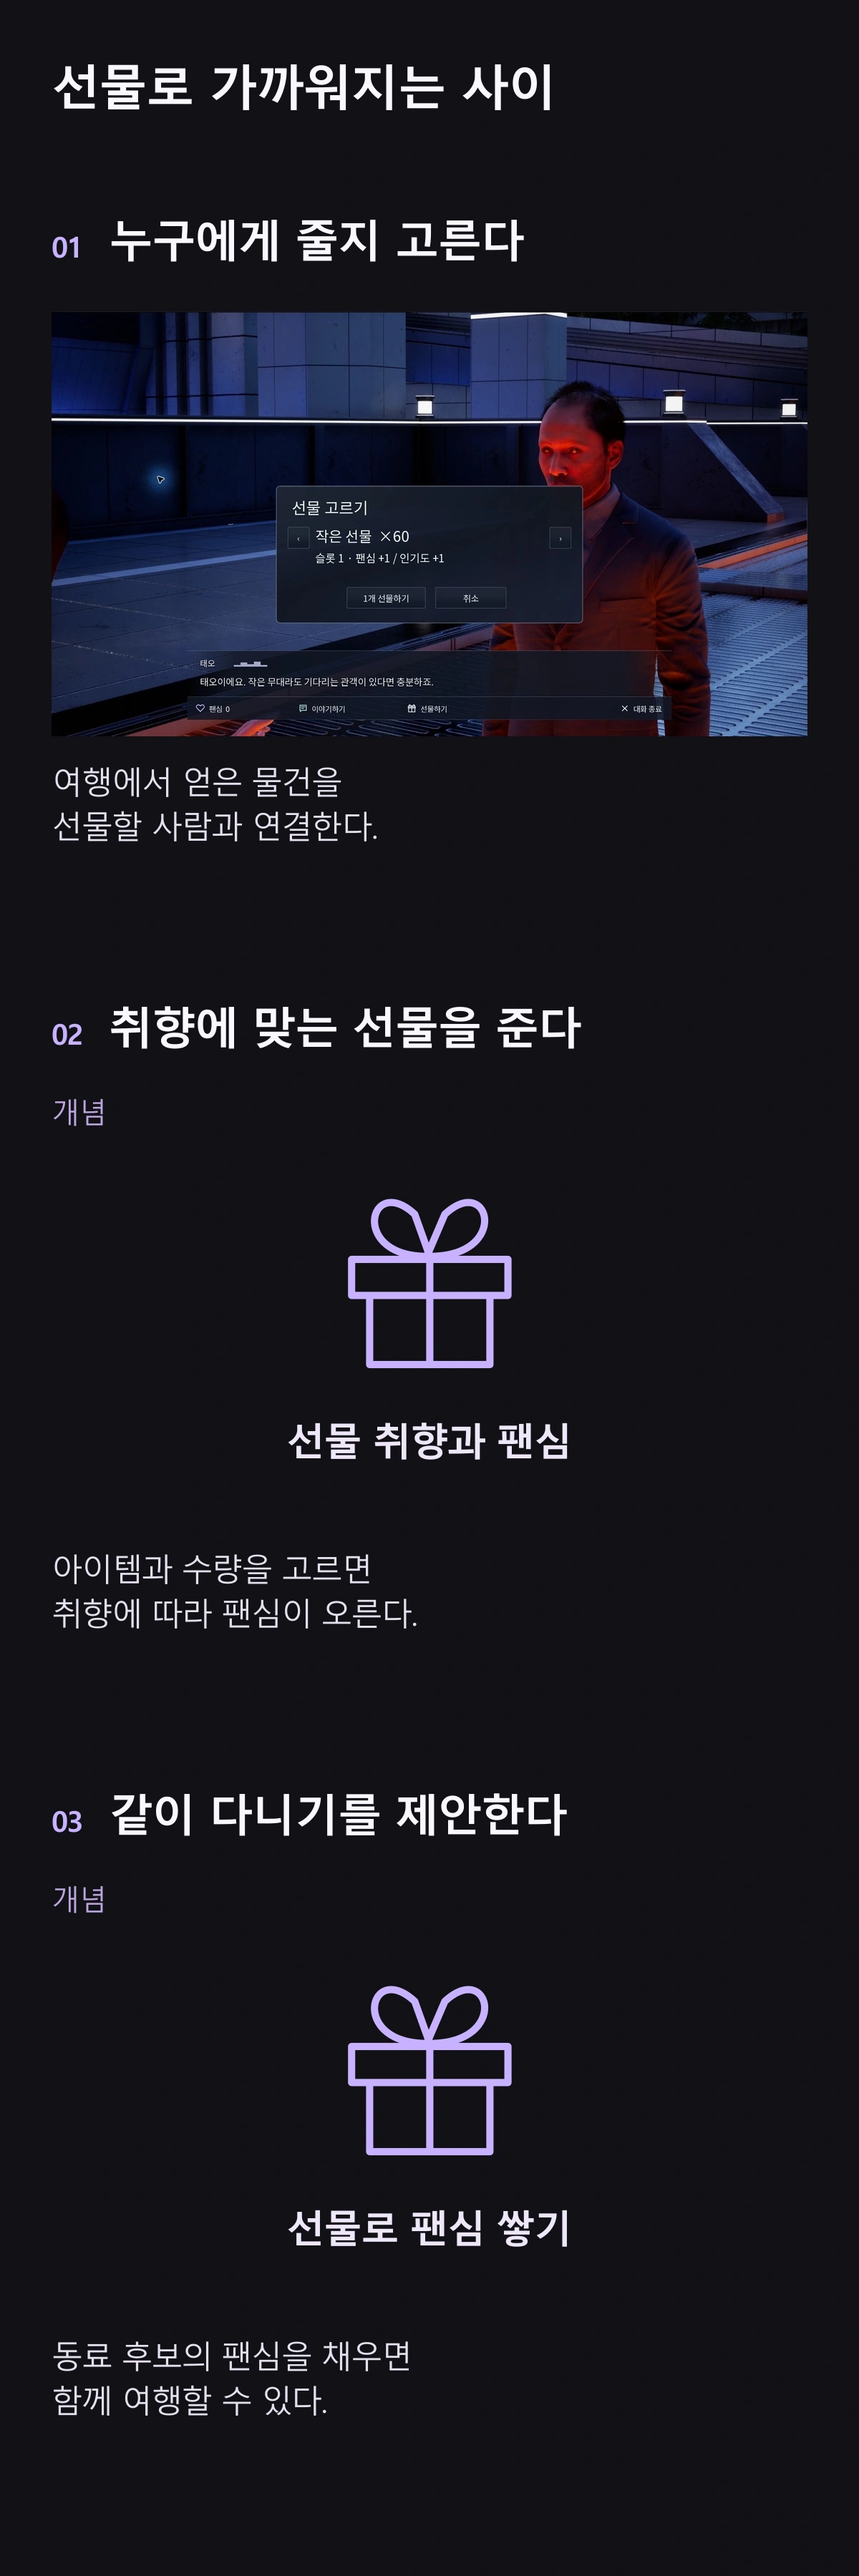 선물로 가까워지는 사이
01 누구에게 줄지 고른다
선물 고르기
‹ 작은 선물 ×60 ›
슬롯 1 · 팬심 +1 / 인기도 +1
1개 선물하기 취소
태오
태오이에요. 작은 무대라도 기다리는 관객이 있다면 충분하죠.
팬심 0 이야기하기 선물하기 × 대화 종료
여행에서 얻은 물건을
선물할 사람과 연결한다.
02 취향에 맞는 선물을 준다
개념
선물 취향과 팬심
아이템과 수량을 고르면
취향에 따라 팬심이 오른다.
03 같이 다니기를 제안한다
개념
선물로 팬심 쌓기
동료 후보의 팬심을 채우면
함께 여행할 수 있다.